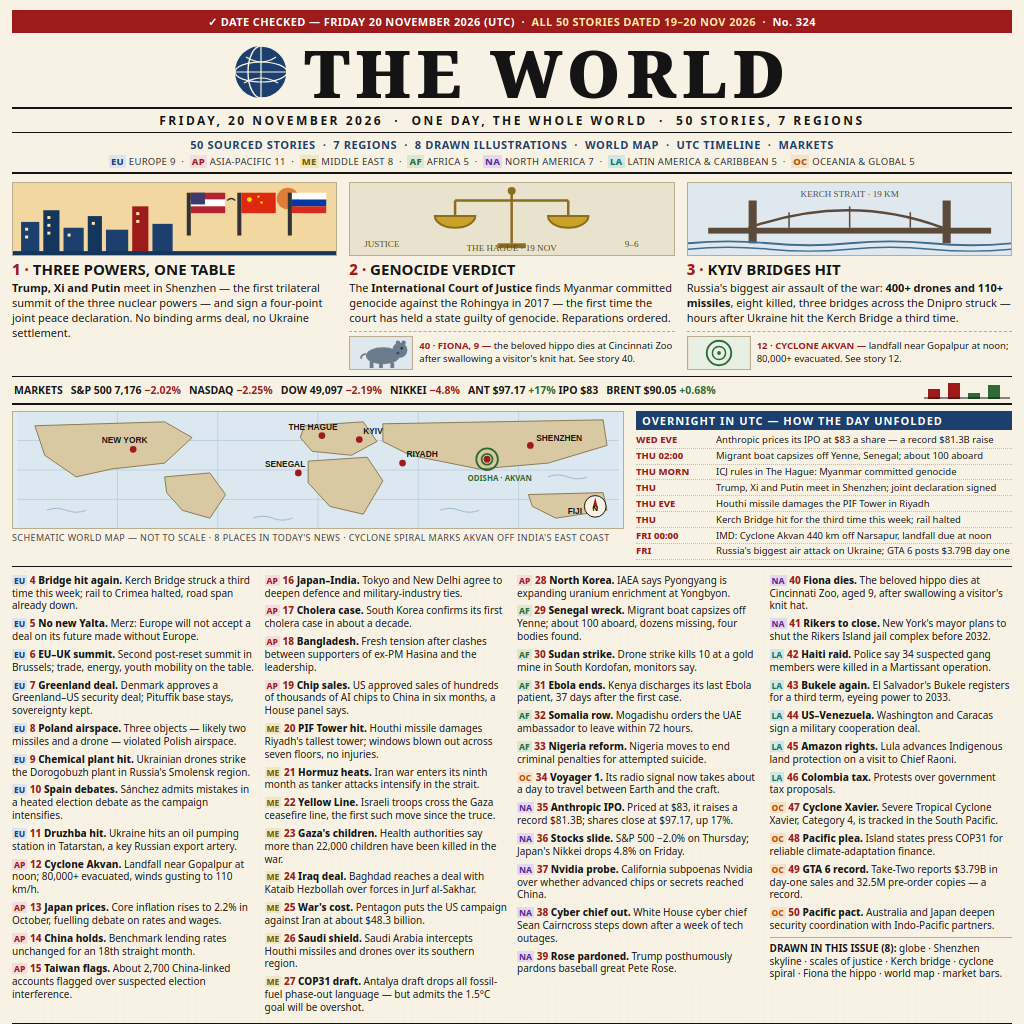 ✓ DATE CHECKED — FRIDAY 20 NOVEMBER 2026 (UTC) · ALL 50 STORIES DATED 19–20 NOV 2026 · No. 324
THE WORLD
FRIDAY, 20 NOVEMBER 2026 · ONE DAY, THE WHOLE WORLD · 50 STORIES, 7 REGIONS
50 SOURCED STORIES · 7 REGIONS · 8 DRAWN ILLUSTRATIONS · WORLD MAP · UTC TIMELINE · MARKETS
EU EUROPE 9 · AP ASIA-PACIFIC 11 · ME MIDDLE EAST 8 · AF AFRICA 5 · NA NORTH AMERICA 7 · LA LATIN AMERICA & CARIBBEAN 5 · OC OCEANIA & GLOBAL 5
1 · THREE POWERS, ONE TABLE
Trump, Xi and Putin meet in Shenzhen — the first trilateral
summit of the three nuclear powers — and sign a four-point
joint peace declaration. No binding arms deal, no Ukraine
settlement.
JUSTICE
THE HAGUE · 19 NOV
9–6
2 · GENOCIDE VERDICT
The International Court of Justice finds Myanmar committed
genocide against the Rohingya in 2017 — the first time the
court has held a state guilty of genocide. Reparations ordered.
40 · FIONA, 9 — the beloved hippo dies at Cincinnati Zoo
after swallowing a visitor's knit hat. See story 40.
KERCH STRAIT · 19 KM
3 · KYIV BRIDGES HIT
Russia's biggest air assault of the war: 400+ drones and 110+
missiles, eight killed, three bridges across the Dnipro struck —
hours after Ukraine hit the Kerch Bridge a third time.
12 · CYCLONE AKVAN — landfall near Gopalpur at noon;
80,000+ evacuated. See story 12.
MARKETS S&P 500 7,176 −2.02% NASDAQ −2.25% DOW 49,097 −2.19% NIKKEI −4.8% ANT $97.17 +17% IPO $83 BRENT $90.05 +0.68%
NEW YORK
THE HAGUE
KYIV
SENEGAL
RIYADH
SHENZHEN
ODISHA · AKVAN
FIJI
N
SCHEMATIC WORLD MAP — NOT TO SCALE · 8 PLACES IN TODAY'S NEWS · CYCLONE SPIRAL MARKS AKVAN OFF INDIA'S EAST COAST
OVERNIGHT IN UTC — HOW THE DAY UNFOLDED
WED EVE Anthropic prices its IPO at $83 a share — a record $81.3B raise
THU 02:00 Migrant boat capsizes off Yenne, Senegal; about 100 aboard
THU MORN ICJ rules in The Hague: Myanmar committed genocide
THU Trump, Xi and Putin meet in Shenzhen; joint declaration signed
THU EVE Houthi missile damages the PIF Tower in Riyadh
THU Kerch Bridge hit for the third time this week; rail halted
FRI 00:00 IMD: Cyclone Akvan 440 km off Narsapur, landfall due at noon
FRI Russia's biggest air attack on Ukraine; GTA 6 posts $3.79B day one
EU 4 Bridge hit again. Kerch Bridge struck a third
time this week; rail to Crimea halted, road span
already down.
EU 5 No new Yalta. Merz: Europe will not accept a
deal on its future made without Europe.
EU 6 EU–UK summit. Second post-reset summit in
Brussels; trade, energy, youth mobility on the table.
EU 7 Greenland deal. Denmark approves a
Greenland–US security deal; Pituffik base stays,
sovereignty kept.
EU 8 Poland airspace. Three objects — likely two
missiles and a drone — violated Polish airspace.
EU 9 Chemical plant hit. Ukrainian drones strike
the Dorogobuzh plant in Russia's Smolensk region.
EU 10 Spain debates. Sánchez admits mistakes in
a heated election debate as the campaign
intensifies.
EU 11 Druzhba hit. Ukraine hits an oil pumping
station in Tatarstan, a key Russian export artery.
AP 12 Cyclone Akvan. Landfall near Gopalpur at
noon; 80,000+ evacuated, winds gusting to 110
km/h.
AP 13 Japan prices. Core inflation rises to 2.2% in
October, fuelling debate on rates and wages.
AP 14 China holds. Benchmark lending rates
unchanged for an 18th straight month.
AP 15 Taiwan flags. About 2,700 China-linked
accounts flagged over suspected election
interference.
AP 16 Japan–India. Tokyo and New Delhi agree to
deepen defence and military-industry ties.
AP 17 Cholera case. South Korea confirms its first
cholera case in about a decade.
AP 18 Bangladesh. Fresh tension after clashes
between supporters of ex-PM Hasina and the
leadership.
AP 19 Chip sales. US approved sales of hundreds
of thousands of AI chips to China in six months, a
House panel says.
ME 20 PIF Tower hit. Houthi missile damages
Riyadh's tallest tower; windows blown out across
seven floors, no injuries.
ME 21 Hormuz heats. Iran war enters its ninth
month as tanker attacks intensify in the strait.
ME 22 Yellow Line. Israeli troops cross the Gaza
ceasefire line, the first such move since the truce.
ME 23 Gaza's children. Health authorities say
more than 22,000 children have been killed in the
war.
ME 24 Iraq deal. Baghdad reaches a deal with
Kataib Hezbollah over forces in Jurf al-Sakhar.
ME 25 War's cost. Pentagon puts the US campaign
against Iran at about $48.3 billion.
ME 26 Saudi shield. Saudi Arabia intercepts
Houthi missiles and drones over its southern
region.
ME 27 COP31 draft. Antalya draft drops all fossil-
fuel phase-out language — but admits the 1.5°C
goal will be overshot.
AP 28 North Korea. IAEA says Pyongyang is
expanding uranium enrichment at Yongbyon.
AF 29 Senegal wreck. Migrant boat capsizes off
Yenne; about 100 aboard, dozens missing, four
bodies found.
AF 30 Sudan strike. Drone strike kills 10 at a gold
mine in South Kordofan, monitors say.
AF 31 Ebola ends. Kenya discharges its last Ebola
patient, 37 days after the first case.
AF 32 Somalia row. Mogadishu orders the UAE
ambassador to leave within 72 hours.
AF 33 Nigeria reform. Nigeria moves to end
criminal penalties for attempted suicide.
OC 34 Voyager 1. Its radio signal now takes about
a day to travel between Earth and the craft.
NA 35 Anthropic IPO. Priced at $83, it raises a
record $81.3B; shares close at $97.17, up 17%.
NA 36 Stocks slide. S&P 500 −2.0% on Thursday;
Japan's Nikkei drops 4.8% on Friday.
NA 37 Nvidia probe. California subpoenas Nvidia
over whether advanced chips or secrets reached
China.
NA 38 Cyber chief out. White House cyber chief
Sean Cairncross steps down after a week of tech
outages.
NA 39 Rose pardoned. Trump posthumously
pardons baseball great Pete Rose.
NA 40 Fiona dies. The beloved hippo dies at
Cincinnati Zoo, aged 9, after swallowing a visitor's
knit hat.
NA 41 Rikers to close. New York's mayor plans to
shut the Rikers Island jail complex before 2032.
LA 42 Haiti raid. Police say 34 suspected gang
members were killed in a Martissant operation.
LA 43 Bukele again. El Salvador's Bukele registers
for a third term, eyeing power to 2033.
LA 44 US–Venezuela. Washington and Caracas
sign a military cooperation deal.
LA 45 Amazon rights. Lula advances Indigenous
land protection on a visit to Chief Raoni.
LA 46 Colombia tax. Protests over government
tax proposals.
OC 47 Cyclone Xavier. Severe Tropical Cyclone
Xavier, Category 4, is tracked in the South Pacific.
OC 48 Pacific plea. Island states press COP31 for
reliable climate-adaptation finance.
OC 49 GTA 6 record. Take-Two reports $3.79B in
day-one sales and 32.5M pre-order copies — a
record.
OC 50 Pacific pact. Australia and Japan deepen
security coordination with Indo-Pacific partners.
DRAWN IN THIS ISSUE (8): globe · Shenzhen
skyline · scales of justice · Kerch bridge · cyclone
spiral · Fiona the hippo · world map · market bars.